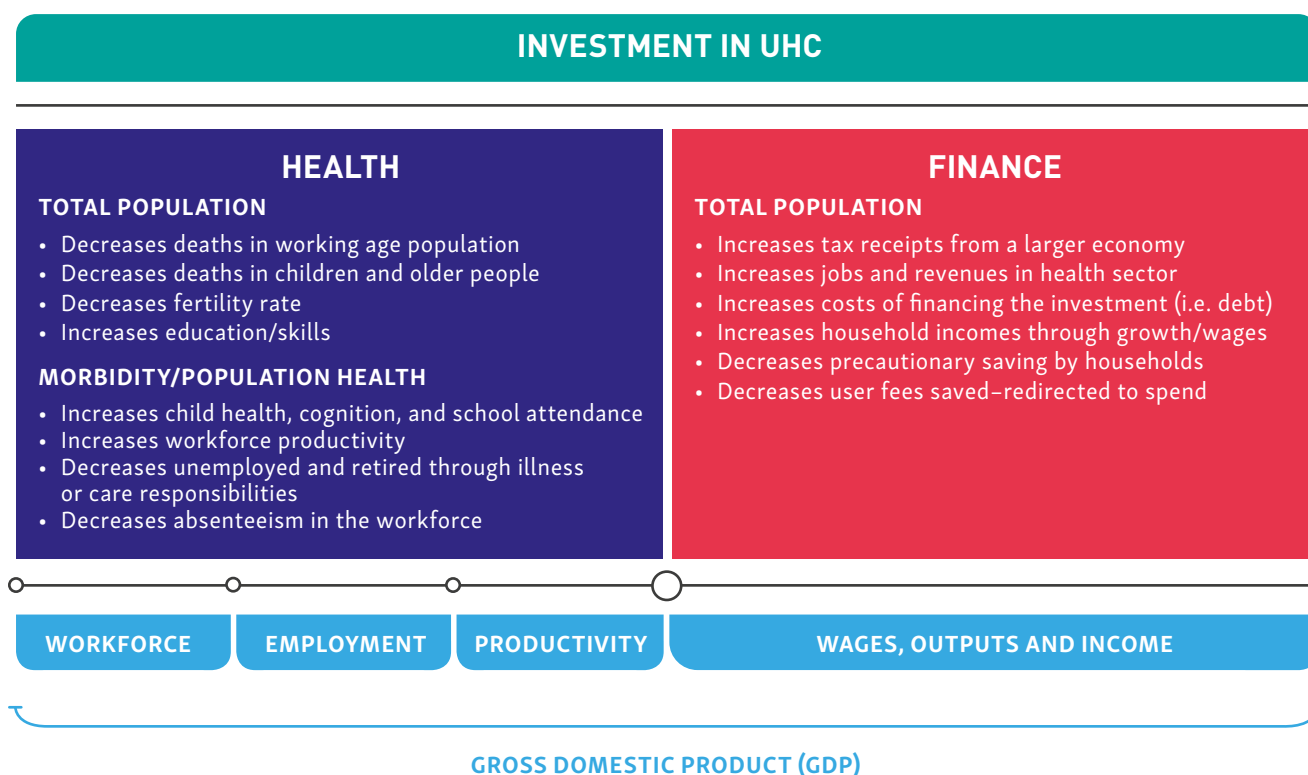 INVESTMENT IN UHC
HEALTH
TOTAL POPULATION
• Decreases deaths in working age population
• Decreases deaths in children and older people
• Decreases fertility rate
• Increases education/skills
MORBIDITY/POPULATION HEALTH
• Increases child health, cognition, and school attendance
• Increases workforce productivity
• Decreases unemployed and retired through illness
or care responsibilities
• Decreases absenteeism in the workforce
FINANCE
TOTAL POPULATION
• Increases tax receipts from a larger economy
• Increases jobs and revenues in health sector
• Increases costs of financing the investment (i.e. debt)
• Increases household incomes through growth/wages
• Decreases precautionary saving by households
• Decreases user fees saved–redirected to spend
WORKFORCE
EMPLOYMENT
PRODUCTIVITY
WAGES, OUTPUTS AND INCOME
GROSS DOMESTIC PRODUCT (GDP)